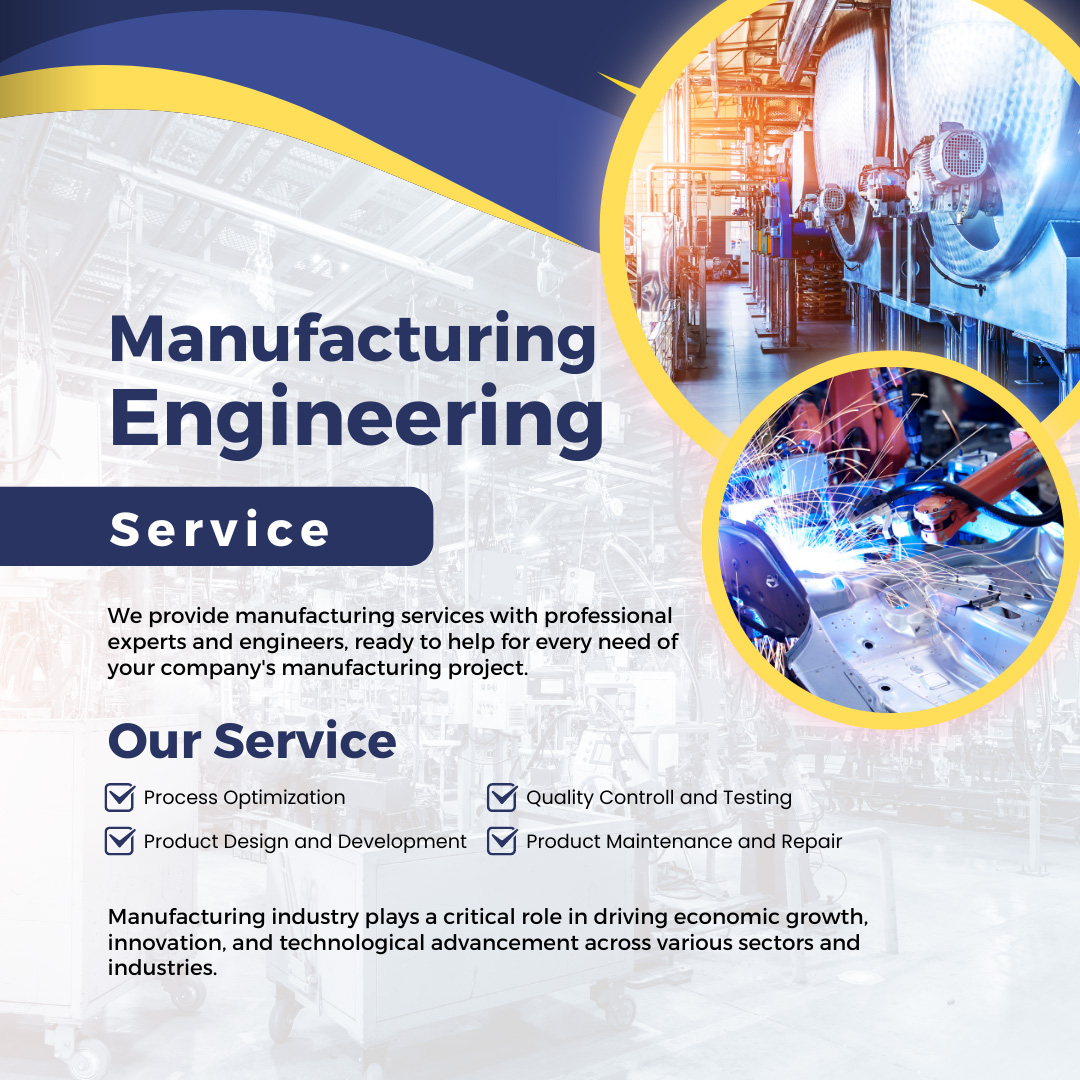 Manufacturing
Engineering
Service
We provide manufacturing services with professional
experts and engineers, ready to help for every need of
your company's manufacturing project.
Our Service
Process Optimization
Quality Controll and Testing
Product Design and Development
Product Maintenance and Repair
Manufacturing industry plays a critical role in driving economic growth,
innovation, and technological advancement across various sectors and
industries.